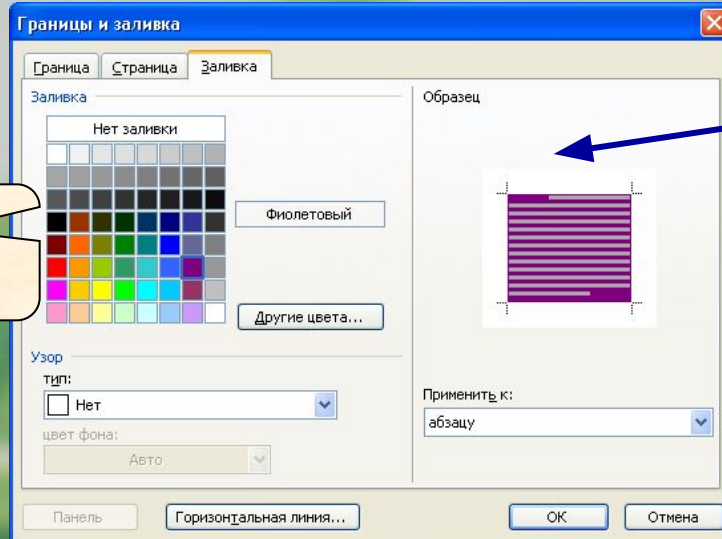 Границы и заливка
Граница Страница Заливка
Заливка
Нет заливки
Фиолетовый
Другие цвета...
Узор
тип:
Нет
цвет фона:
Авто
Образец
Применить к:
абзацу
Панель Горизонтальная линия... ОК Отмена